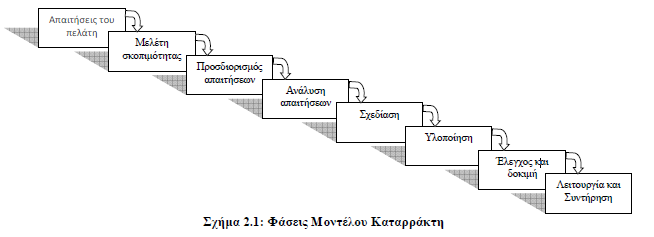 Απαιτήσεις του
πελάτη
Μελέτη
σκοπιμότητας
Προσδιορισμός
απαιτήσεων
Ανάλυση
απαιτήσεων
Σχεδίαση
Υλοποίηση
Έλεγχος και
δοκιμή
Λειτουργία και
Συντήρηση
Σχήμα 2.1: Φάσεις Μοντέλου Καταρράκτη